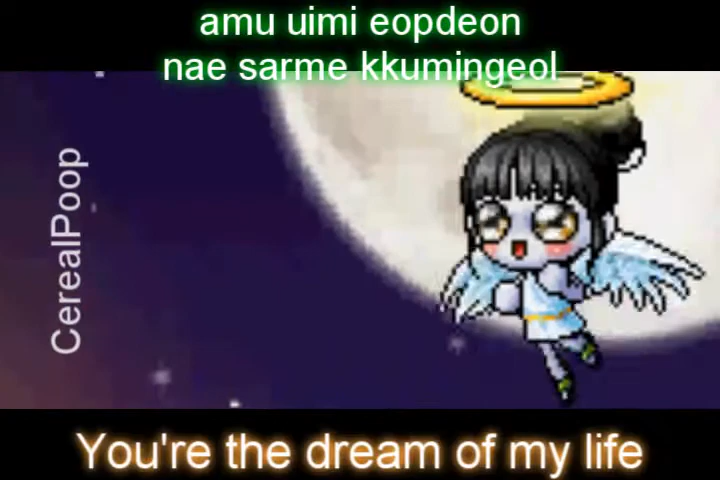 amu uimi eopdeon
nae sarme kkumingeol
CerealPoop
You're the dream of my life